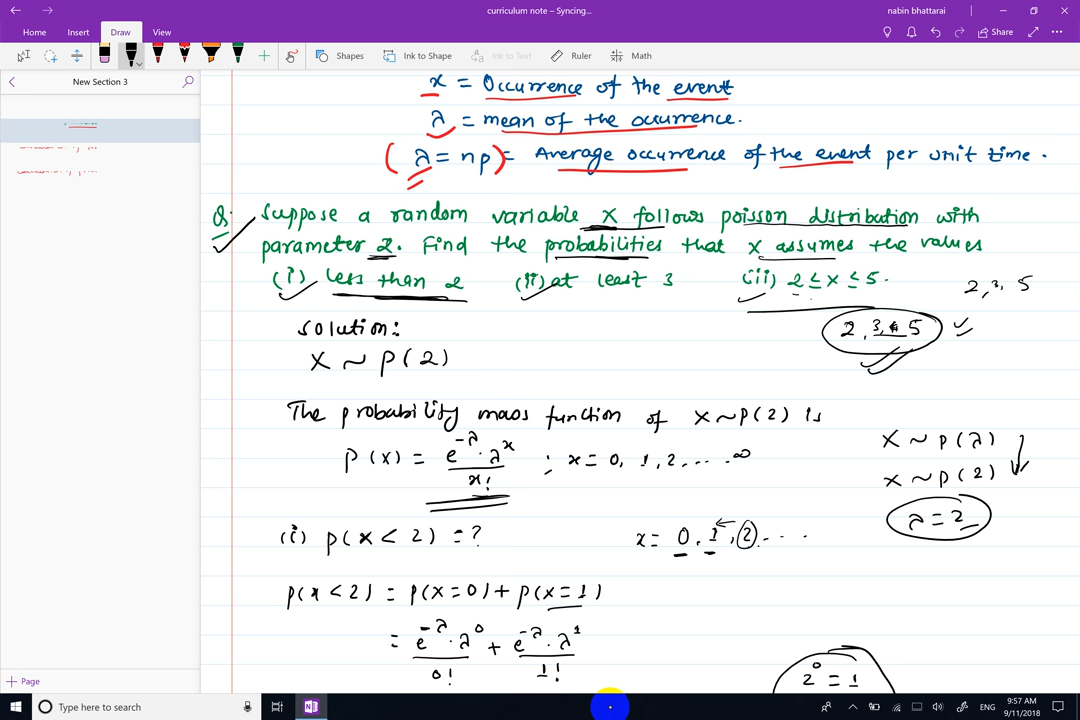 curriculum note – Syncing...
nabin bhattarai
Home Insert Draw View
Share
Shapes Ink to Shape Ink to Text Ruler Math
New Section 3
x = Occurrence of the event
λ = mean of the occurrence.
(λ = np) = Average occurrence of the event per unit time.
Q: Suppose a random variable X follows poisson distribution with
parameter 2. Find the probabilities that X assumes the values
(i) less than 2 (ii) at least 3 (iii) 2 ≤ x ≤ 5.
2, 3, 5
Solution:
X ~ P(2)
The probability mass function of X~P(2) is
P(x) = e^-λ · λ^x / x! ; x = 0, 1, 2, .... ∞
X ~ P(λ)
X ~ P(2)
λ = 2
(i) P(X < 2) = ?
x = 0, 1, 2, ....
P(X < 2) = P(X=0) + P(X=1)
= e^-λ · λ^0 / 0! + e^-λ · λ^1 / 1!
2^0 = 1
Page
Type here to search
ENG
9:57 AM
9/11/2018